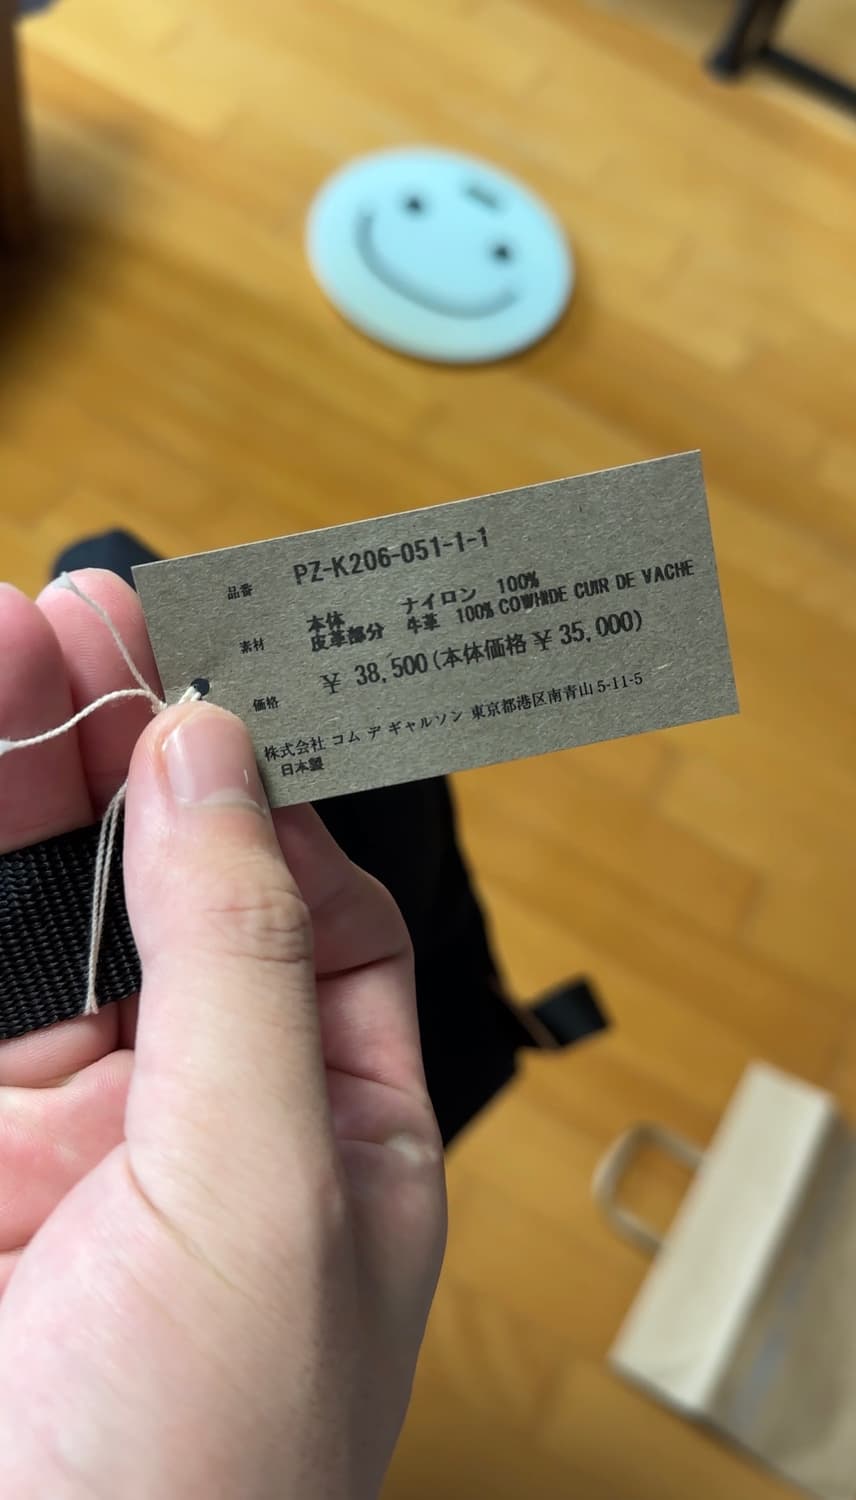 品番 PZ-K206-051-1-1
素材 本体 ナイロン 100%
皮革部分 牛革 100% COWHIDE CUIR DE VACHE
価格 ¥ 38,500(本体価格 ¥ 35,000)
株式会社 コム デ ギャルソン 東京都港区南青山 5-11-5
日本製